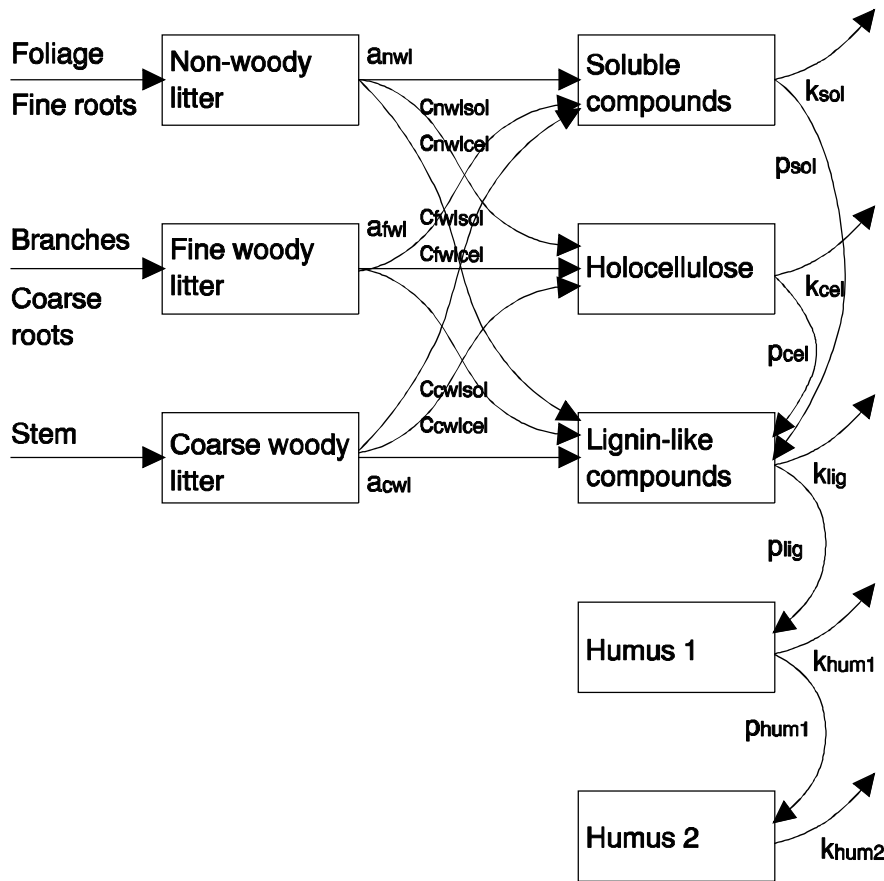 Foliage
Fine roots
Non-woody
litter
anwl
cnwlsol
cnwlcel
Soluble
compounds
ksol
psol
Branches
Coarse
roots
Fine woody
litter
afwl
cfwlsol
cfwlcel
Holocellulose
kcel
pcel
Stem
Coarse woody
litter
ccwlsol
ccwlcel
acwl
Lignin-like
compounds
klig
plig
Humus 1
khum1
phum1
Humus 2
khum2